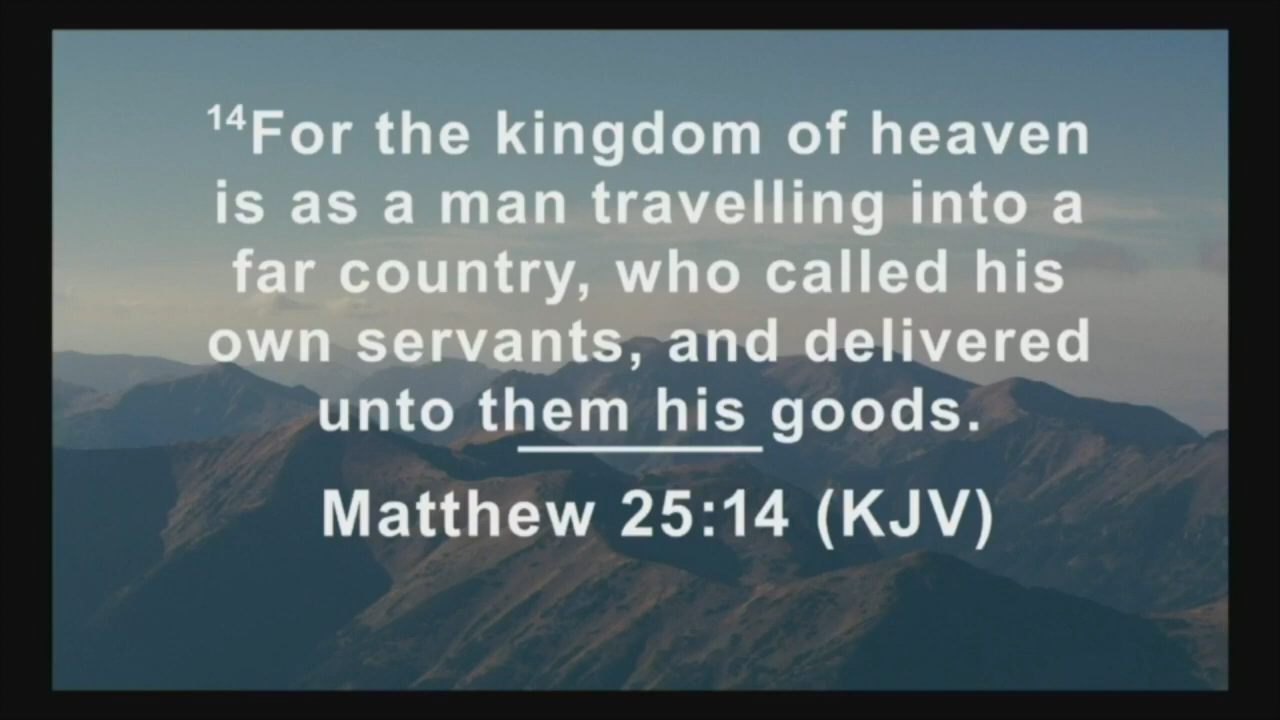 14For the kingdom of heaven
is as a man travelling into a
far country, who called his
own servants, and delivered
unto them his goods.
Matthew 25:14 (KJV)